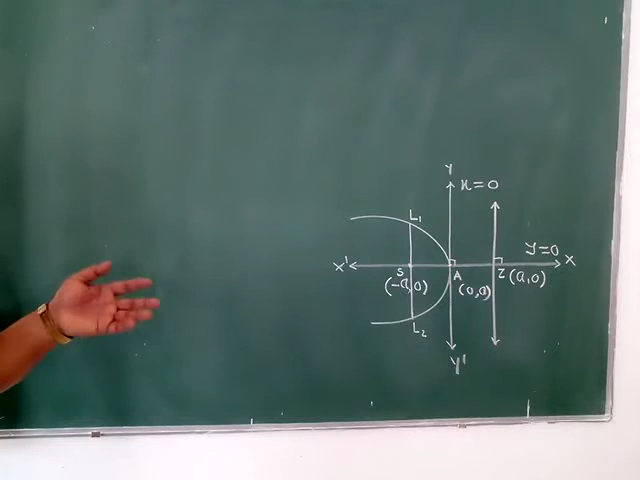 Y
x=0
L1
y=0
X' S A Z (a,0) X
(-a,0) (0,0)
L2
Y'